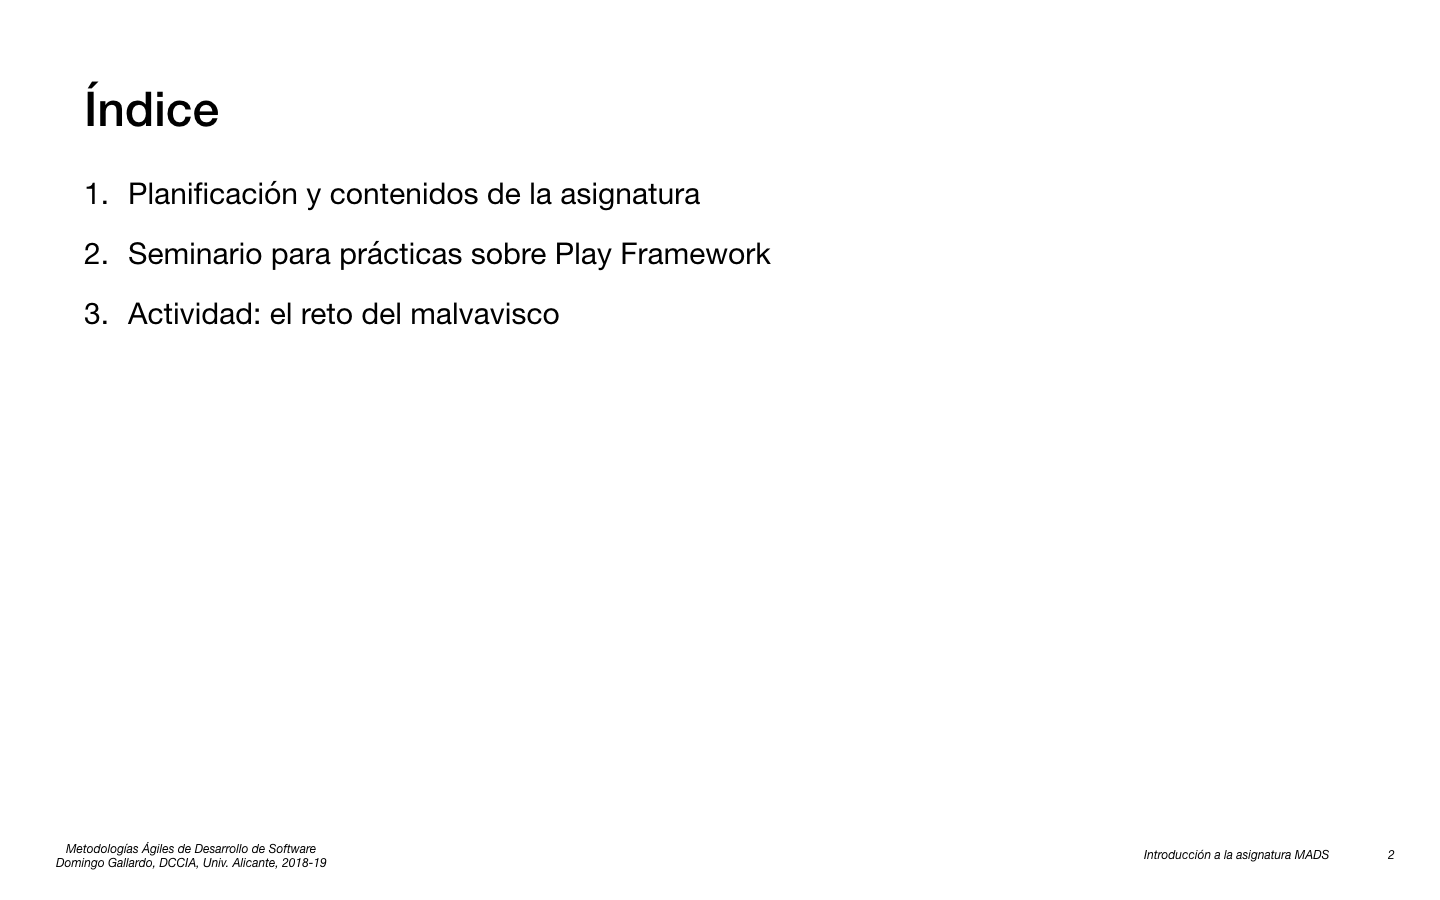 Índice
1. Planificación y contenidos de la asignatura
2. Seminario para prácticas sobre Play Framework
3. Actividad: el reto del malvavisco
Metodologías Ágiles de Desarrollo de Software
Domingo Gallardo, DCCIA, Univ. Alicante, 2018-19
Introducción a la asignatura MADS 2